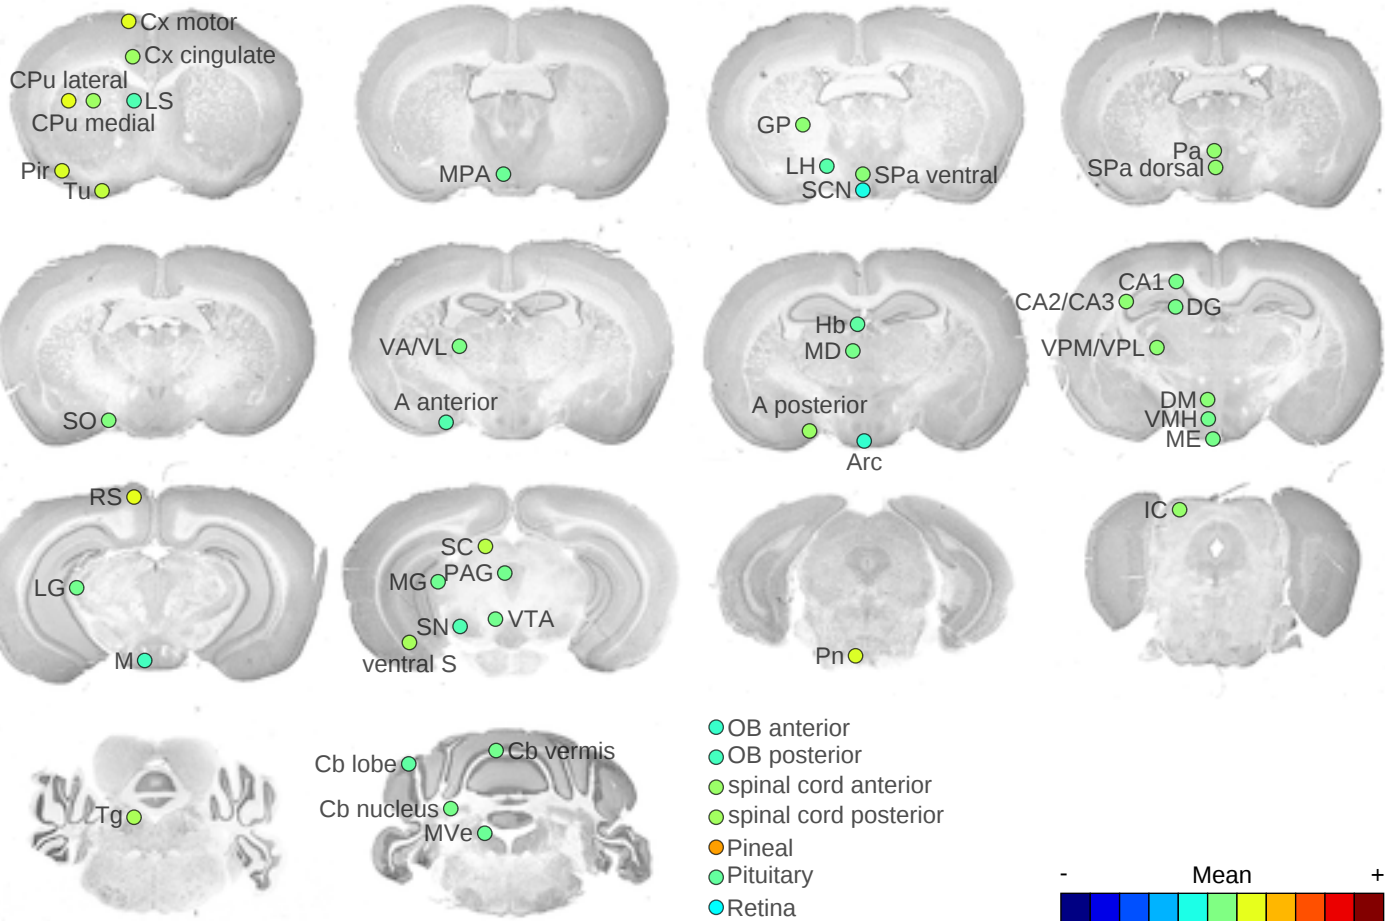 Cx motor
Cx cingulate
CPu lateral
LS
CPu medial
Pir
Tu
MPA
GP
LH
SPa ventral
SCN
Pa
SPa dorsal
SO
VA/VL
A anterior
Hb
MD
A posterior
Arc
CA1
CA2/CA3
DG
VPM/VPL
DM
VMH
ME
RS
LG
M
SC
MG
PAG
SN
VTA
ventral S
Pn
IC
Tg
Cb lobe
Cb vermis
Cb nucleus
MVe
OB anterior
OB posterior
spinal cord anterior
spinal cord posterior
Pineal
Pituitary
Retina
- Mean +